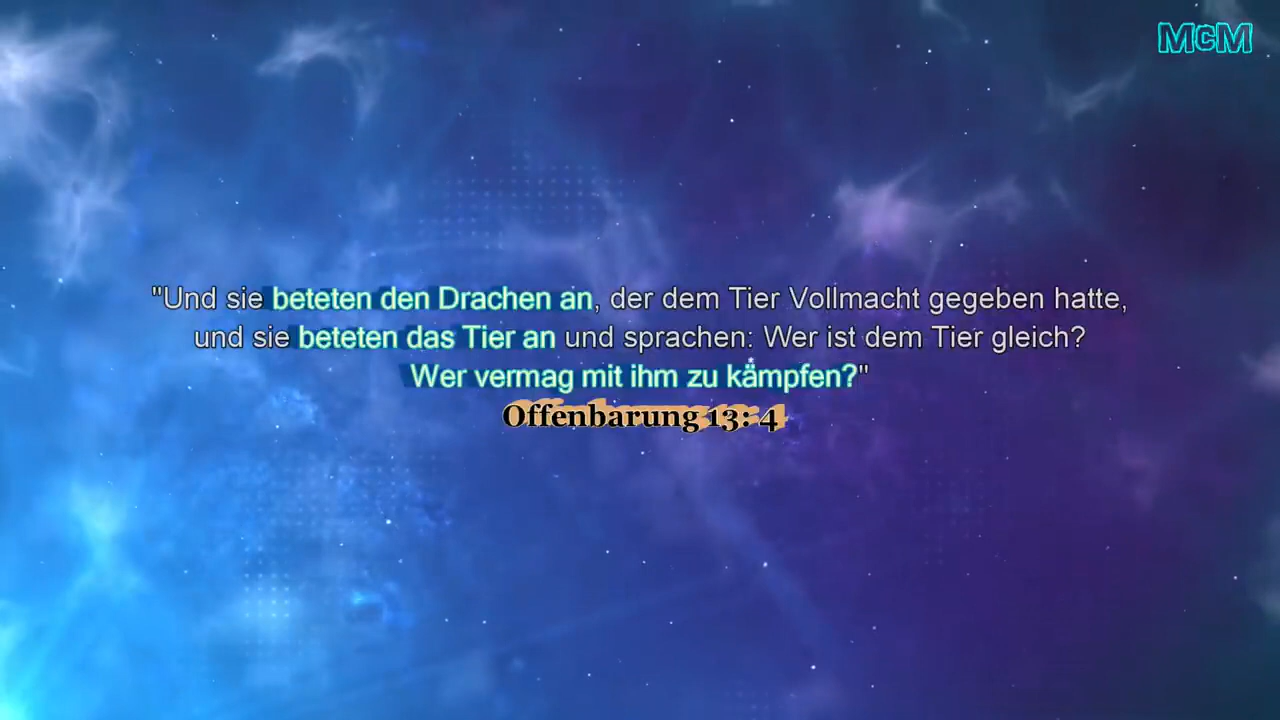 McM
"Und sie beteten den Drachen an, der dem Tier Vollmacht gegeben hatte,
und sie beteten das Tier an und sprachen: Wer ist dem Tier gleich?
Wer vermag mit ihm zu kämpfen?"
Offenbarung 13: 4